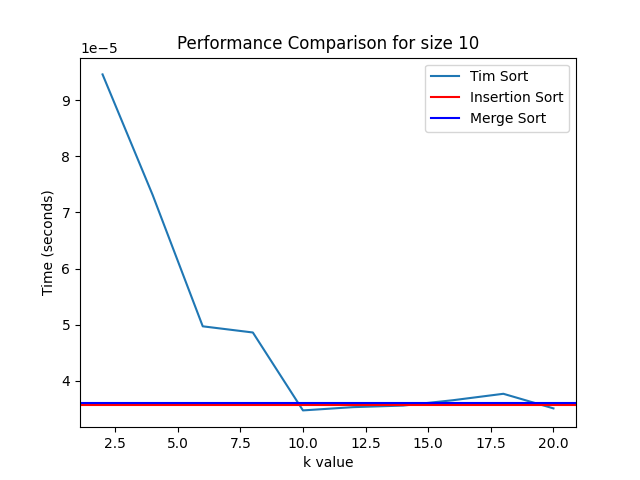 Performance Comparison for size 10
1e−5
Tim Sort
Insertion Sort
Merge Sort
9
8
7
6
5
4
Time (seconds)
2.5 5.0 7.5 10.0 12.5 15.0 17.5 20.0
k value